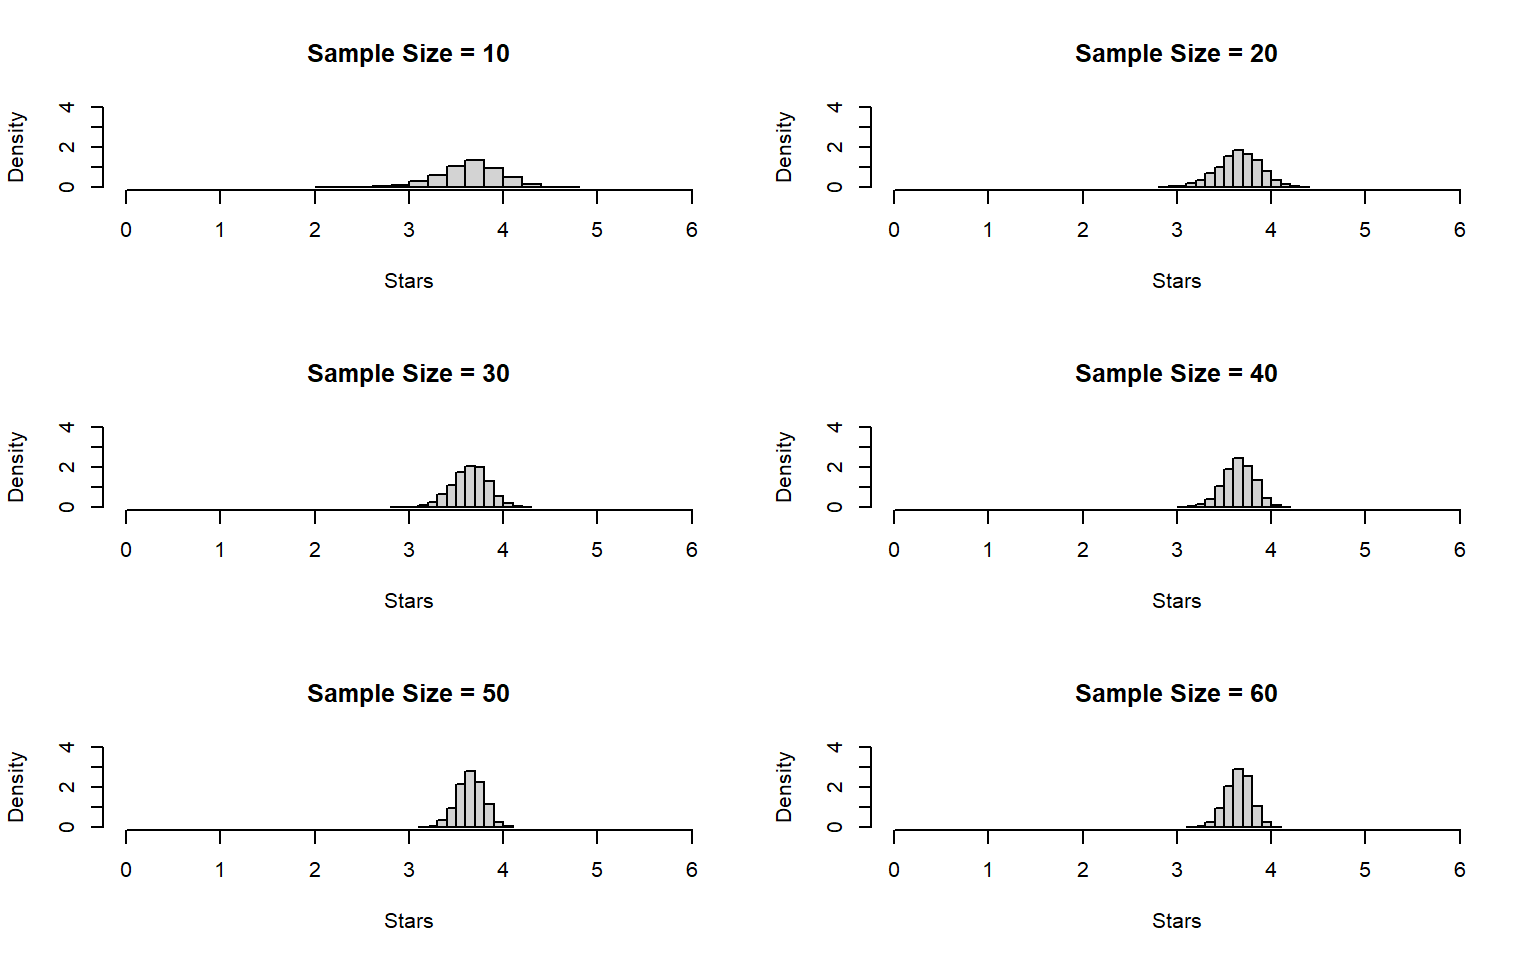 Sample Size = 10
Density
0 2 4
0 1 2 3 4 5 6
Stars
Sample Size = 20
Density
0 2 4
0 1 2 3 4 5 6
Stars
Sample Size = 30
Density
0 2 4
0 1 2 3 4 5 6
Stars
Sample Size = 40
Density
0 2 4
0 1 2 3 4 5 6
Stars
Sample Size = 50
Density
0 2 4
0 1 2 3 4 5 6
Stars
Sample Size = 60
Density
0 2 4
0 1 2 3 4 5 6
Stars